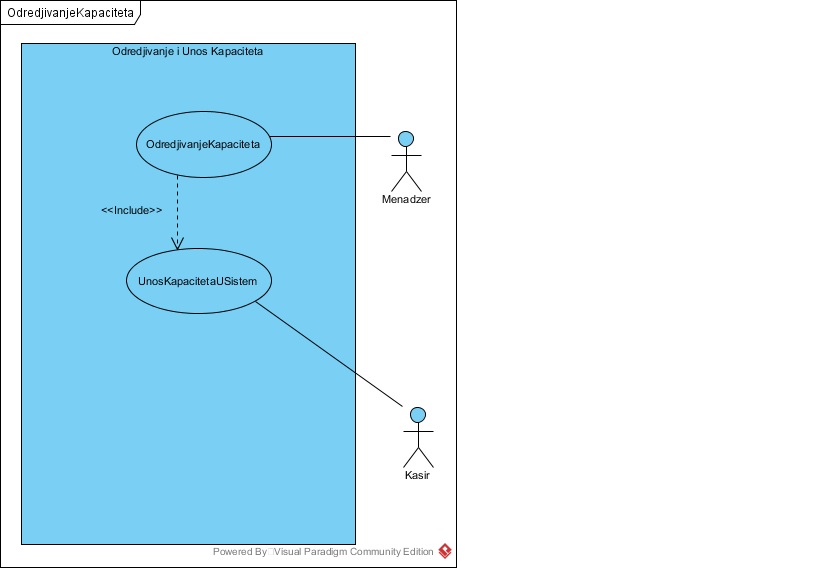 OdredjivanjeKapaciteta
Odredjivanje i Unos Kapaciteta
OdredjivanjeKapaciteta
Menadzer
<<Include>>
UnosKapacitetaUSistem
Kasir
Powered By Visual Paradigm Community Edition